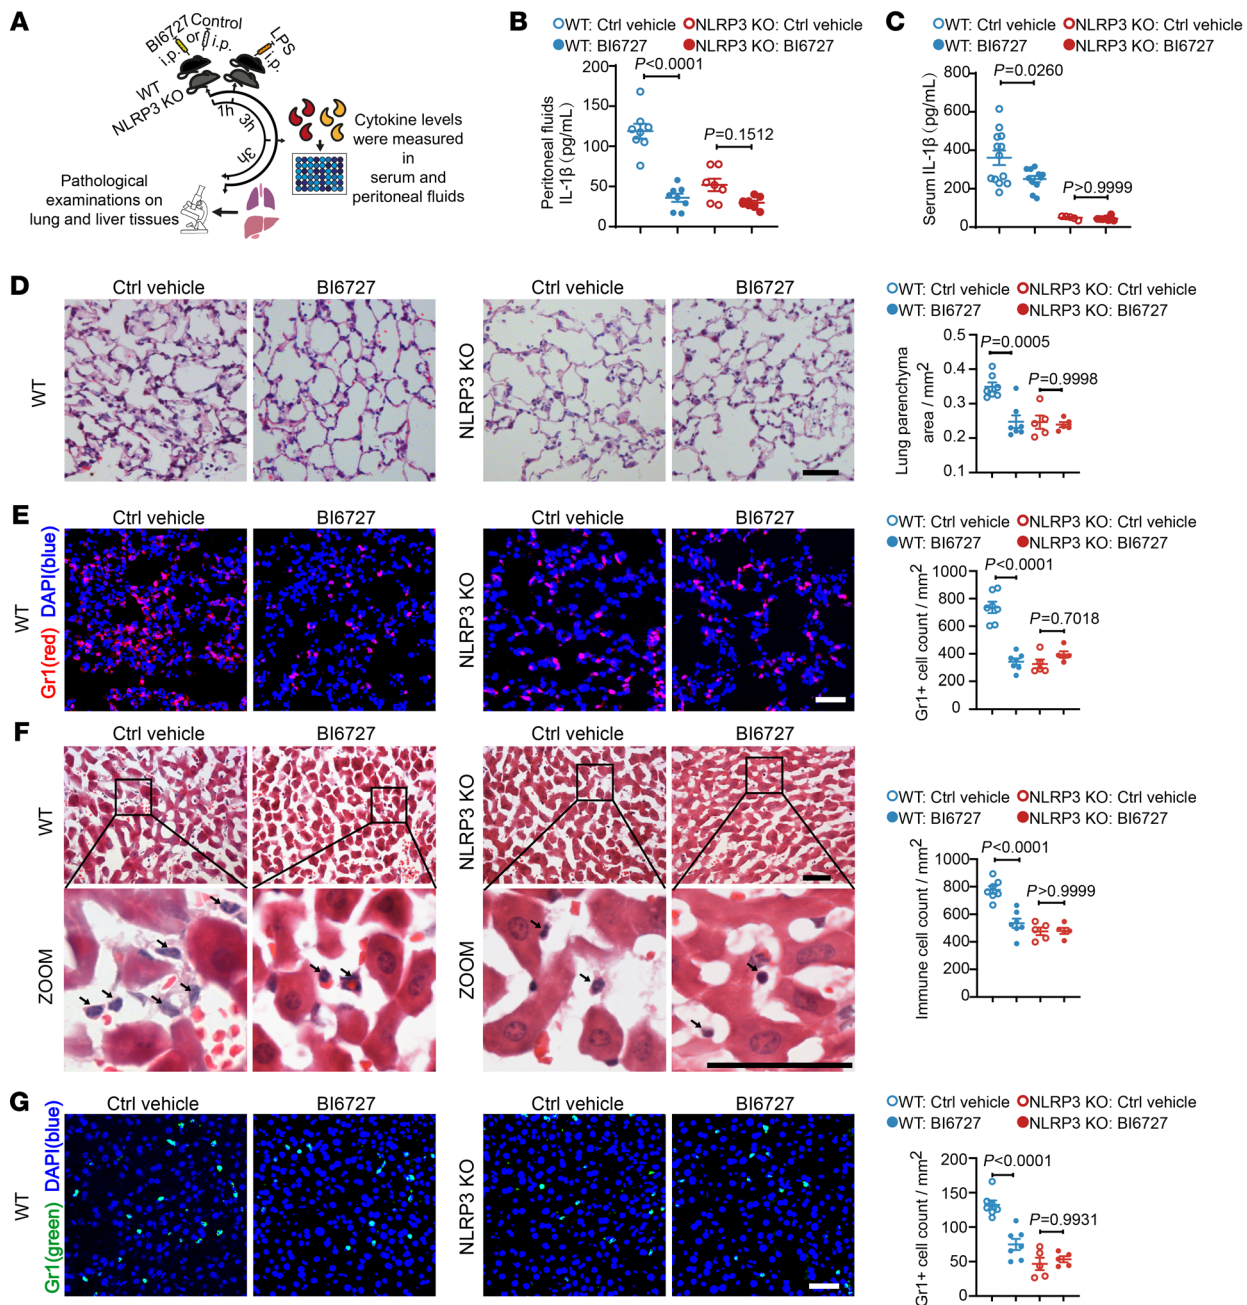 A
BI6727 or Control
i.p. i.p.
LPS
i.p.
WT
NLRP3 KO
1h
3h
3h
Cytokine levels
were measured
in
serum and
peritoneal fluids
Pathological
examinations on
lung and liver tissues
B
WT: Ctrl vehicle NLRP3 KO: Ctrl vehicle
WT: BI6727 NLRP3 KO: BI6727
Peritoneal fluids
IL-1β (pg/mL)
200
150
100
50
0
P<0.0001
P=0.1512
C
WT: Ctrl vehicle NLRP3 KO: Ctrl vehicle
WT: BI6727 NLRP3 KO: BI6727
Serum IL-1β (pg/mL)
800
600
400
200
0
P=0.0260
P>0.9999
D
Ctrl vehicle BI6727 Ctrl vehicle BI6727
WT
NLRP3 KO
WT: Ctrl vehicle NLRP3 KO: Ctrl vehicle
WT: BI6727 NLRP3 KO: BI6727
Lung parenchyma
area / mm²
0.5
0.4
0.3
0.2
0.1
P=0.0005
P=0.9998
E
Ctrl vehicle BI6727 Ctrl vehicle BI6727
WT
Gr1(red) DAPI(blue)
NLRP3 KO
WT: Ctrl vehicle NLRP3 KO: Ctrl vehicle
WT: BI6727 NLRP3 KO: BI6727
Gr1+ cell count / mm²
1000
800
600
400
200
0
P<0.0001
P=0.7018
F
Ctrl vehicle BI6727 Ctrl vehicle BI6727
WT
NLRP3 KO
ZOOM
ZOOM
WT: Ctrl vehicle NLRP3 KO: Ctrl vehicle
WT: BI6727 NLRP3 KO: BI6727
Immune cell count / mm²
1000
800
600
400
200
0
P<0.0001
P>0.9999
G
Ctrl vehicle BI6727 Ctrl vehicle BI6727
WT
Gr1(green) DAPI(blue)
NLRP3 KO
WT: Ctrl vehicle NLRP3 KO: Ctrl vehicle
WT: BI6727 NLRP3 KO: BI6727
Gr1+ cell count / mm²
200
150
100
50
0
P<0.0001
P=0.9931